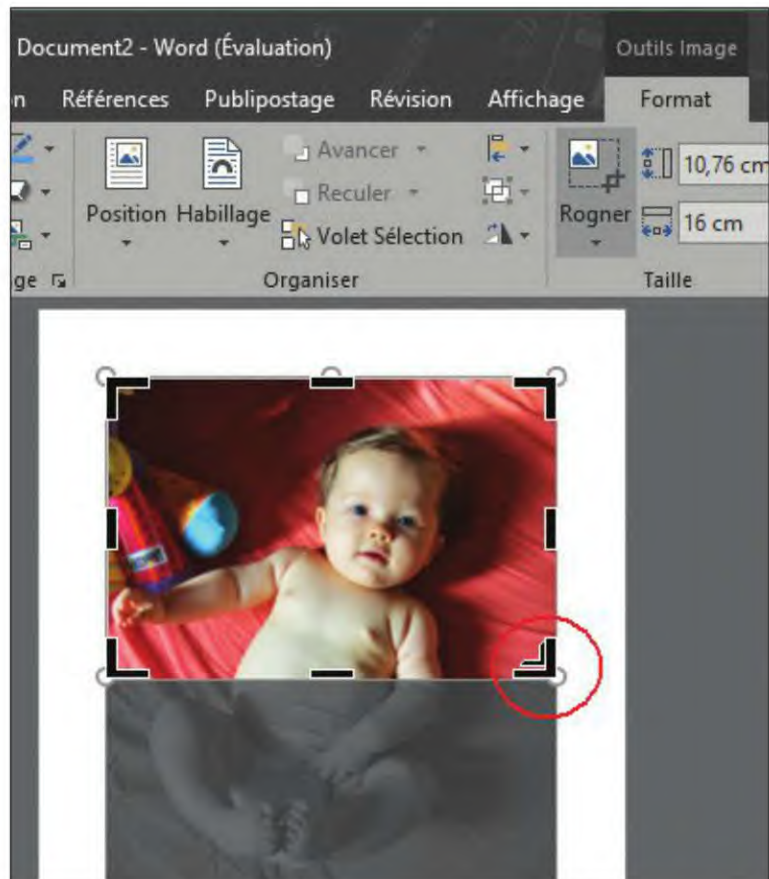 Document2 - Word (Évaluation)
Outils Image
n Références Publipostage Révision Affichage Format
Position
Habillage
Avancer
Reculer
Volet Sélection
Rogner
10,76 cm
16 cm
ge
Organiser
Taille